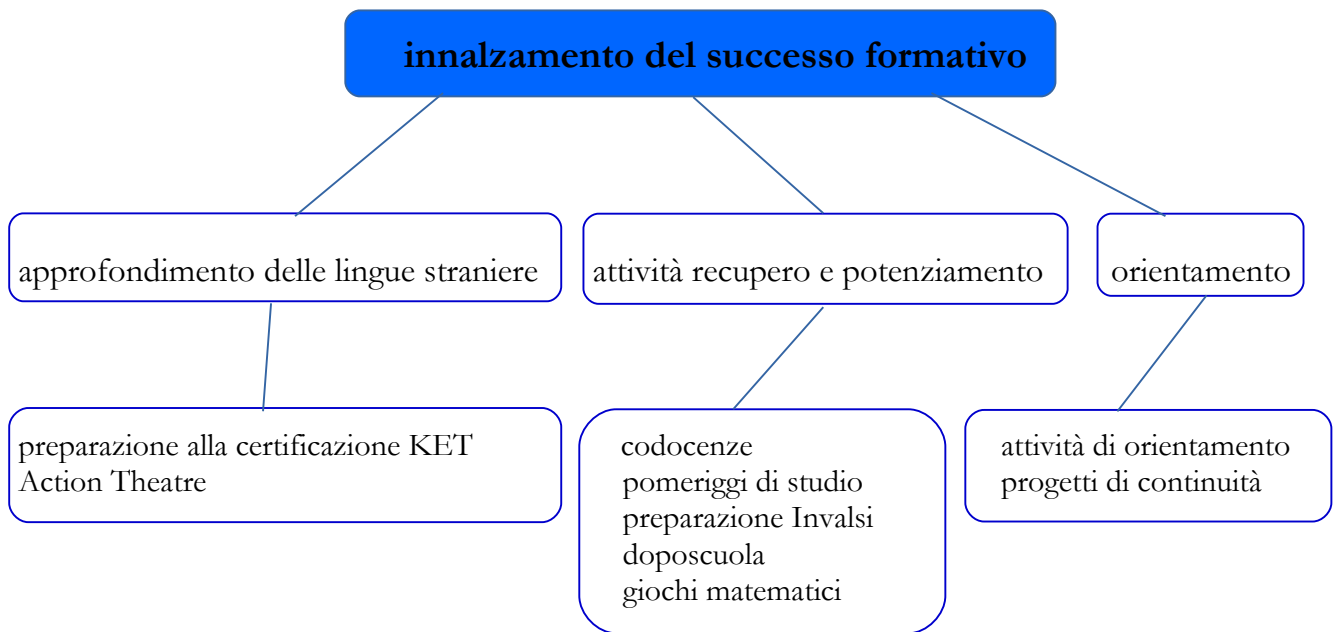 innalzamento del successo formativo
approfondimento delle lingue straniere
attività recupero e potenziamento
orientamento
preparazione alla certificazione KET
Action Theatre
codocenze
pomeriggi di studio
preparazione Invalsi
doposcuola
giochi matematici
attività di orientamento
progetti di continuità